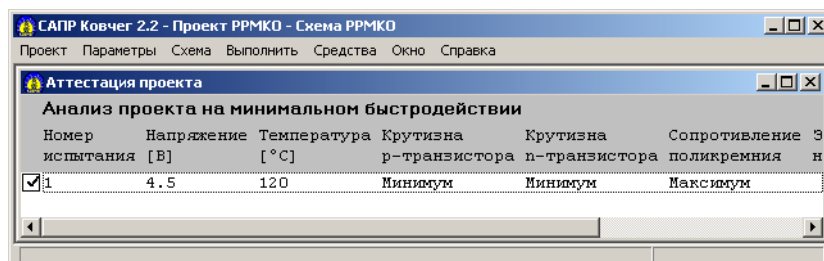 САПР Ковчег 2.2 - Проект РРМКО - Схема РРМКО
Проект Параметры Схема Выполнить Средства Окно Справка
Аттестация проекта
Анализ проекта на минимальном быстродействии
Номер Напряжение Температура Крутизна Крутизна Сопротивление Э
испытания [В] [°C] p-транзистора n-транзистора поликремния н
1 4.5 120 Минимум Минимум Максимум